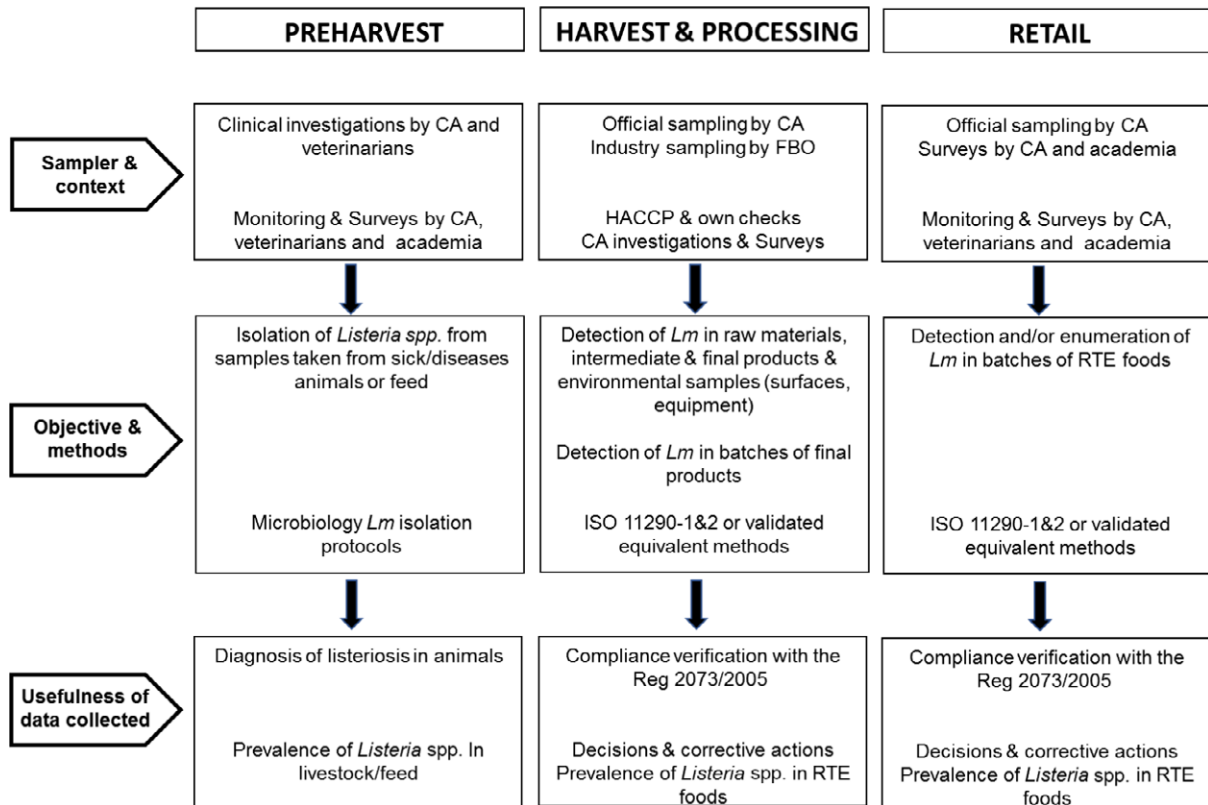 PREHARVEST
HARVEST & PROCESSING
RETAIL
Sampler &
context
Clinical investigations by CA and
veterinarians
Monitoring & Surveys by CA,
veterinarians and academia
Official sampling by CA
Industry sampling by FBO
HACCP & own checks
CA investigations & Surveys
Official sampling by CA
Surveys by CA and academia
Monitoring & Surveys by CA,
veterinarians and academia
Objective &
methods
Isolation of Listeria spp. from
samples taken from sick/diseases
animals or feed
Microbiology Lm isolation
protocols
Detection of Lm in raw materials,
intermediate & final products &
environmental samples (surfaces,
equipment)
Detection of Lm in batches of final
products
ISO 11290-1&2 or validated
equivalent methods
Detection and/or enumeration of
Lm in batches of RTE foods
ISO 11290-1&2 or validated
equivalent methods
Usefulness of
data collected
Diagnosis of listeriosis in animals
Prevalence of Listeria spp. In
livestock/feed
Compliance verification with the
Reg 2073/2005
Decisions & corrective actions
Prevalence of Listeria spp. in RTE
foods
Compliance verification with the
Reg 2073/2005
Decisions & corrective actions
Prevalence of Listeria spp. in RTE
foods